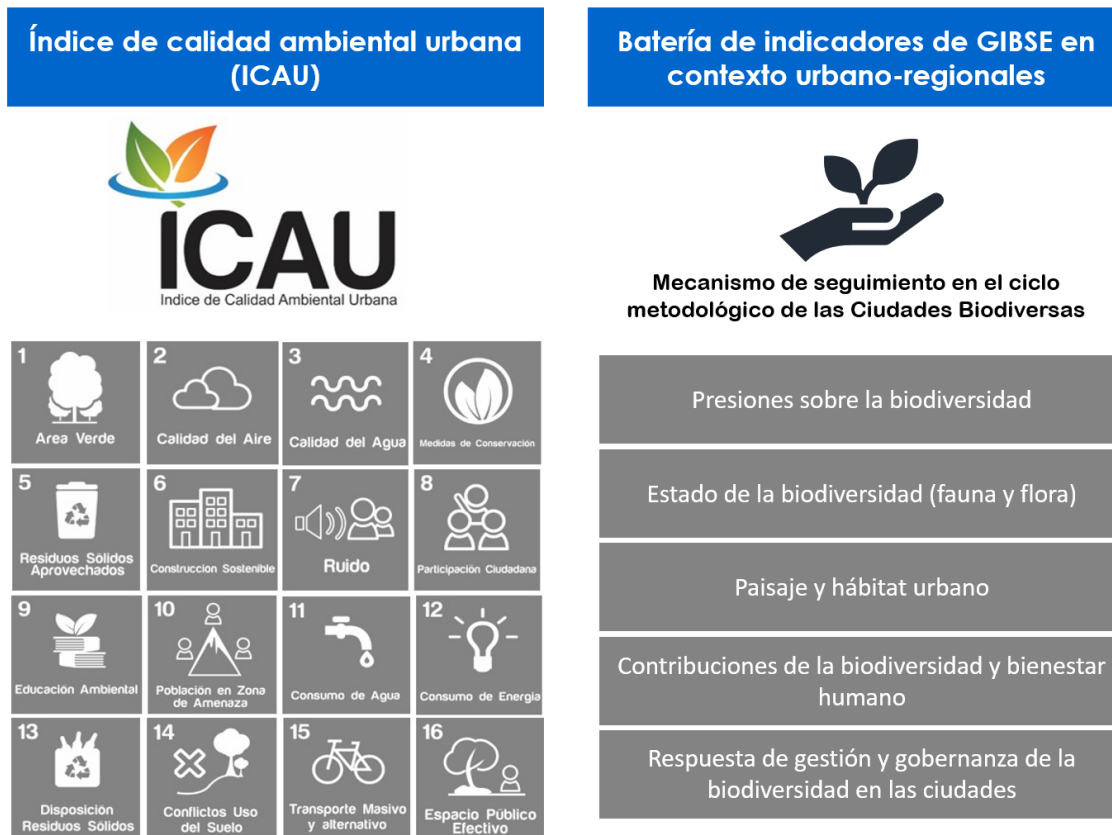 Índice de calidad ambiental urbana
(ICAU)
ICAU
Indice de Calidad Ambiental Urbana
1
Area Verde
2
Calidad del Aire
3
Calidad del Agua
4
Medidas de Conservación
5
Residuos Sólidos
Aprovechados
6
Construccion Sostenible
7
Ruido
8
Participación Ciudadana
9
Educación Ambiental
10
Población en Zona
de Amenaza
11
Consumo de Agua
12
Consumo de Energia
13
Disposición
Residuos Sólidos
14
Conflictos Uso
del Suelo
15
Transporte Masivo
y alternativo
16
Espacio Público
Efectivo
Batería de indicadores de GIBSE en
contexto urbano-regionales
Mecanismo de seguimiento en el ciclo
metodológico de las Ciudades Biodiversas
Presiones sobre la biodiversidad
Estado de la biodiversidad (fauna y flora)
Paisaje y hábitat urbano
Contribuciones de la biodiversidad y bienestar
humano
Respuesta de gestión y gobernanza de la
biodiversidad en las ciudades